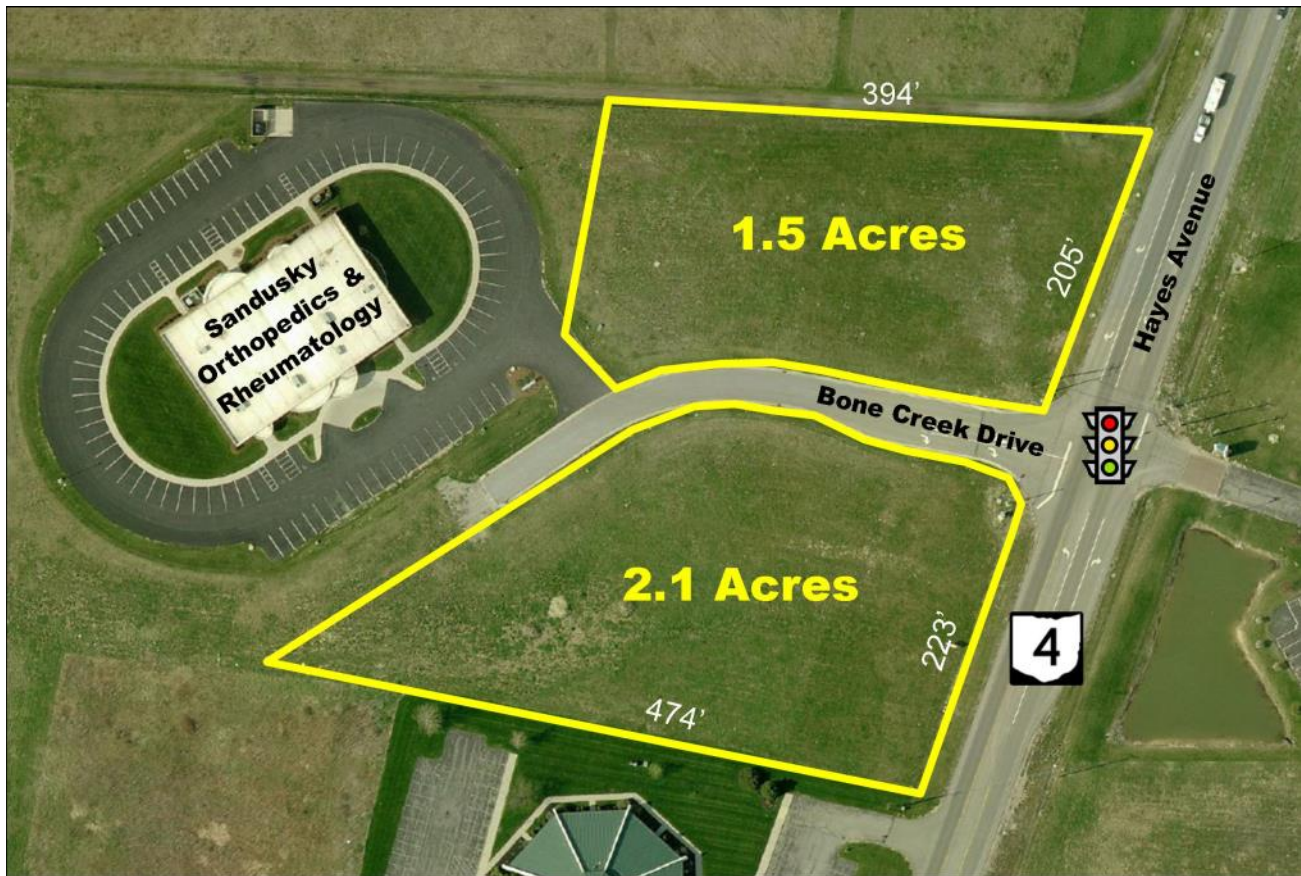 394’
1.5 Acres
205’
Hayes Avenue
Sandusky
Orthopedics &
Rheumatology
Bone Creek Drive
2.1 Acres
223’
4
474’